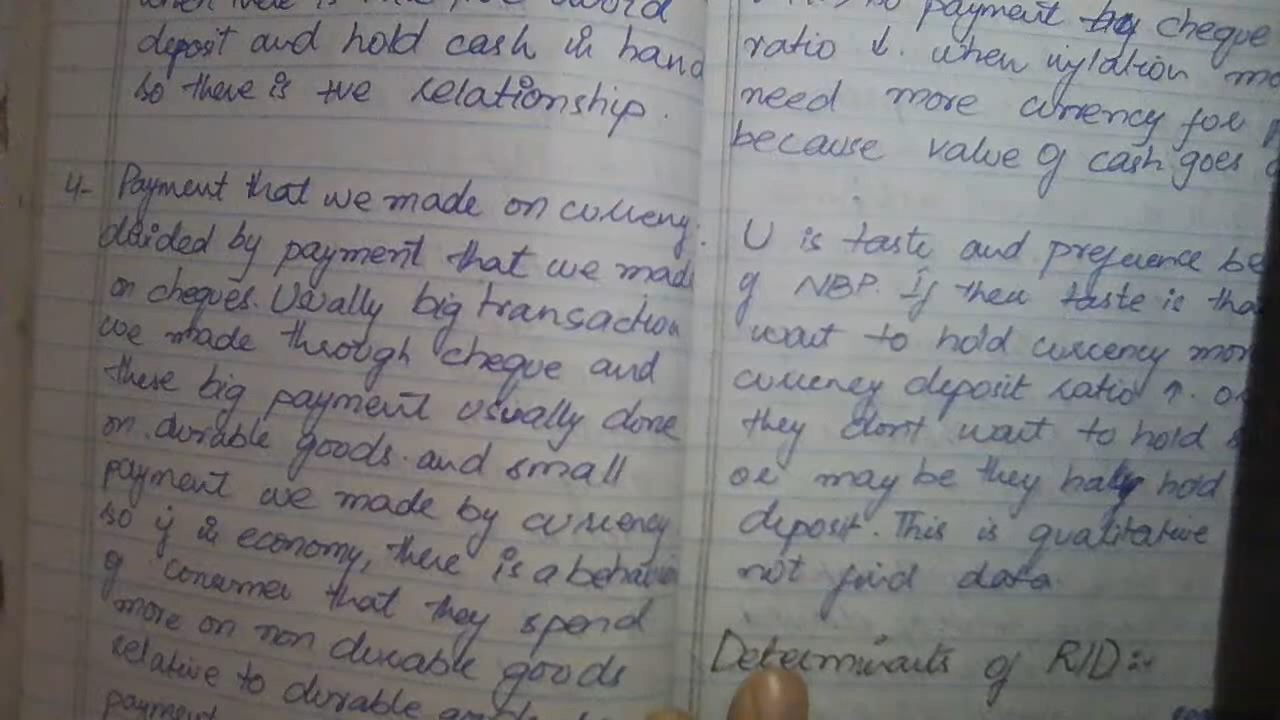 deposit and hold cash in hand
so there is +ve relationship.
4- Payment that we made on curreny
divided by payment that we made
on cheques. Usually big transaction
we made through cheque and
these big payment usually done
on durable goods. and small
payment we made by currency
so if in economy, there is a behavior
of consumer that they spend
more on non durable goods
relative to durable
payment
payment by cheque
ratio ↓. when inflation
need more currency for
because value of cash goes
U is taste and preference
of NBP. If their taste is
want to hold currency
currency deposit ratio ↑.
they dont want to hold
or may be they hold
deposit. This is qualitative
not find data.
Determinants of R/D:-